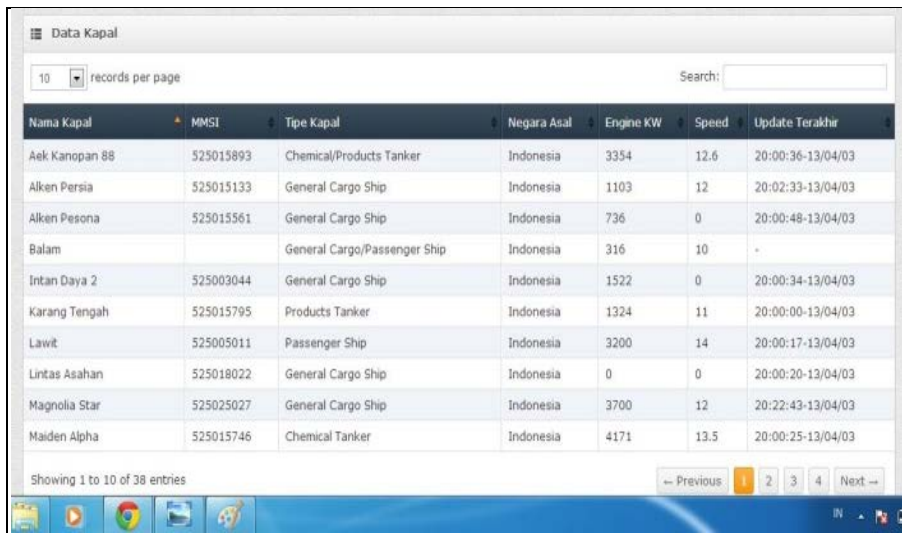 Data Kapal
10 records per page Search:
Nama Kapal MMSI Tipe Kapal Negara Asal Engine KW Speed Update Terakhir
Aek Kanopan 88 525015893 Chemical/Products Tanker Indonesia 3354 12.6 20:00:36-13/04/03
Alken Persia 525015133 General Cargo Ship Indonesia 1103 12 20:02:33-13/04/03
Alken Pesona 525015561 General Cargo Ship Indonesia 736 0 20:00:48-13/04/03
Balam General Cargo/Passenger Ship Indonesia 316 10 -
Intan Daya 2 525003044 General Cargo Ship Indonesia 1522 0 20:00:34-13/04/03
Karang Tengah 525015795 Products Tanker Indonesia 1324 11 20:00:00-13/04/03
Lawit 525005011 Passenger Ship Indonesia 3200 14 20:00:17-13/04/03
Lintas Asahan 525018022 General Cargo Ship Indonesia 0 0 20:00:20-13/04/03
Magnolia Star 525025027 General Cargo Ship Indonesia 3700 12 20:22:43-13/04/03
Maiden Alpha 525015746 Chemical Tanker Indonesia 4171 13.5 20:00:25-13/04/03
Showing 1 to 10 of 38 entries ← Previous 1 2 3 4 Next →
IN